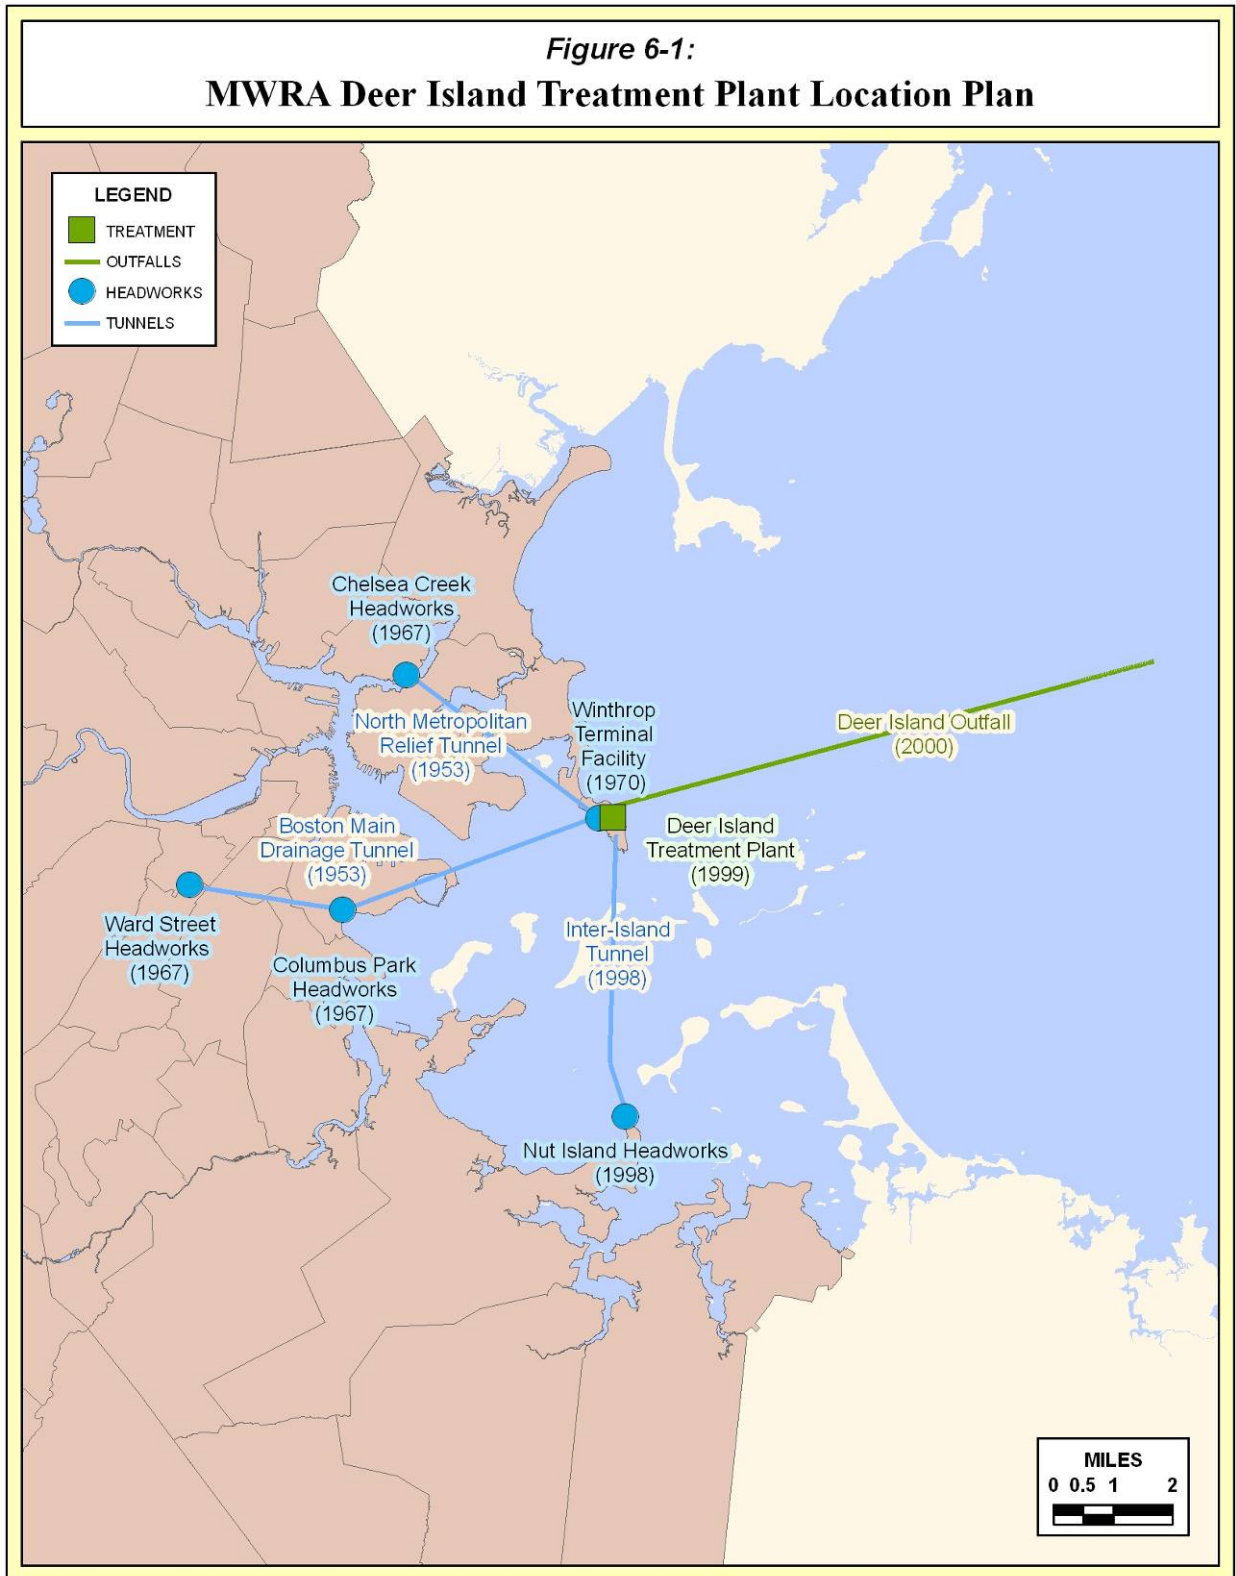 Figure 6-1:
MWRA Deer Island Treatment Plant Location Plan
LEGEND
TREATMENT
OUTFALLS
HEADWORKS
TUNNELS
Chelsea Creek
Headworks
(1967)
North Metropolitan
Relief Tunnel
(1953)
Winthrop
Terminal
Facility
(1970)
Deer Island Outfall
(2000)
Boston Main
Drainage Tunnel
(1953)
Deer Island
Treatment Plant
(1999)
Ward Street
Headworks
(1967)
Columbus Park
Headworks
(1967)
Inter-Island
Tunnel
(1998)
Nut Island Headworks
(1998)
MILES
0 0.5 1 2